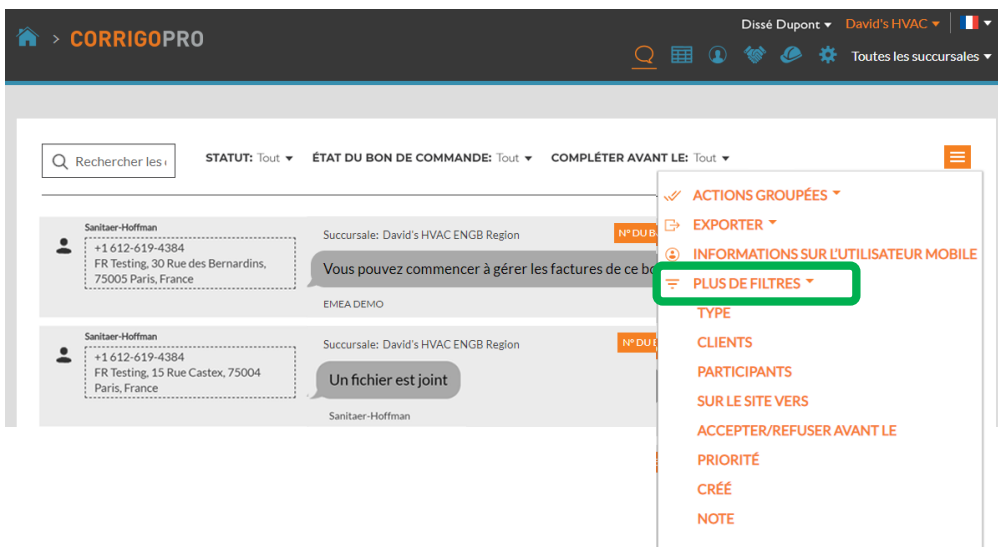 Dissé Dupont David's HVAC
> CORRIGOPRO
Toutes les succursales
Rechercher les
STATUT: Tout ÉTAT DU BON DE COMMANDE: Tout COMPLÉTER AVANT LE: Tout
ACTIONS GROUPÉES
EXPORTER
INFORMATIONS SUR L'UTILISATEUR MOBILE
PLUS DE FILTRES
TYPE
CLIENTS
PARTICIPANTS
SUR LE SITE VERS
ACCEPTER/REFUSER AVANT LE
PRIORITÉ
CRÉÉ
NOTE
Sanitaer-Hoffman
+1 612-619-4384
FR Testing, 30 Rue des Bernardins,
75005 Paris, France
Succursale: David's HVAC ENGB Region
N° DU
Vous pouvez commencer à gérer les factures de ce
EMEA DEMO
Sanitaer-Hoffman
+1 612-619-4384
FR Testing, 15 Rue Castex, 75004
Paris, France
Succursale: David's HVAC ENGB Region
N° DU
Un fichier est joint
Sanitaer-Hoffman